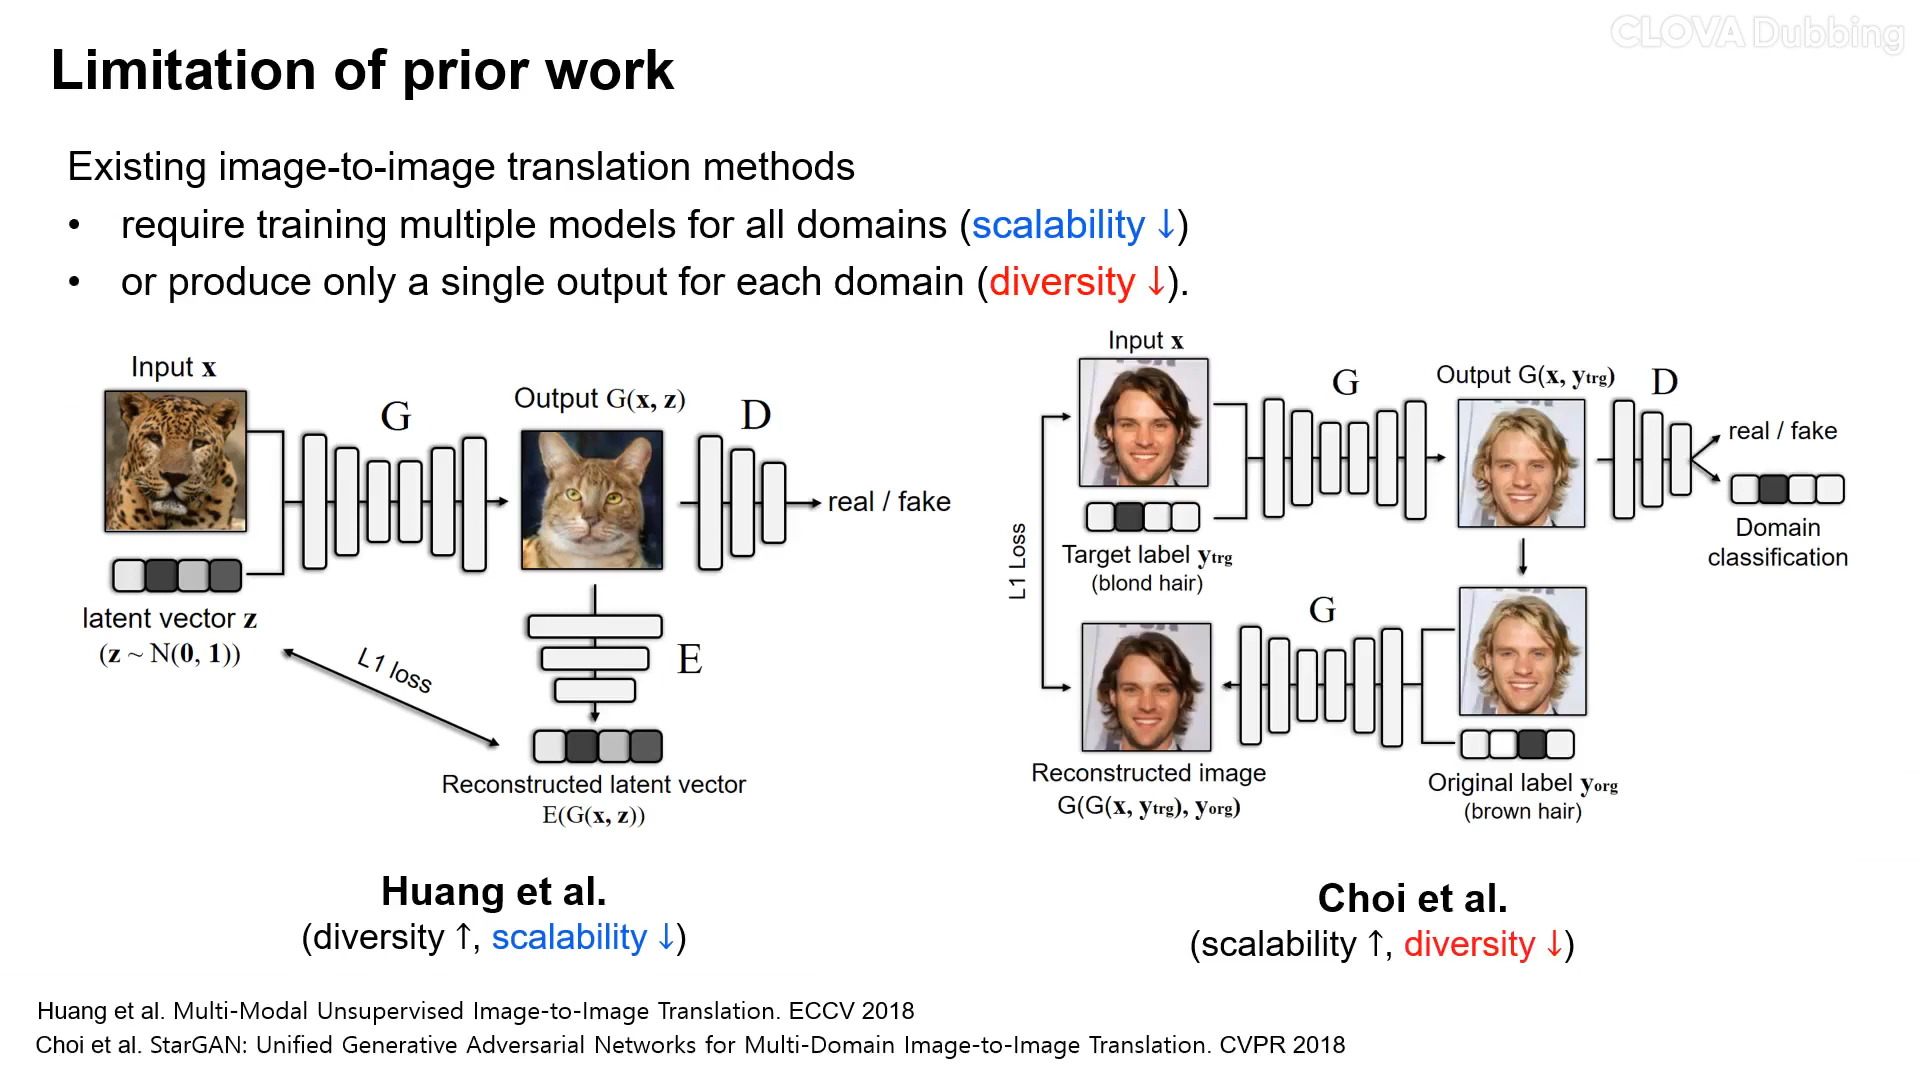 CLOVA Dubbing
Limitation of prior work
Existing image-to-image translation methods
• require training multiple models for all domains (scalability ↓)
• or produce only a single output for each domain (diversity ↓).
Input x
G
Output G(x, z)
D
real / fake
latent vector z
(z ~ N(0, 1))
L1 loss
E
Reconstructed latent vector
E(G(x, z))
Huang et al.
(diversity ↑, scalability ↓)
Input x
G
Output G(x, ytrg)
D
real / fake
Domain
classification
Target label ytrg
(blond hair)
L1 Loss
G
Reconstructed image
G(G(x, ytrg), yorg)
Original label yorg
(brown hair)
Choi et al.
(scalability ↑, diversity ↓)
Huang et al. Multi-Modal Unsupervised Image-to-Image Translation. ECCV 2018
Choi et al. StarGAN: Unified Generative Adversarial Networks for Multi-Domain Image-to-Image Translation. CVPR 2018